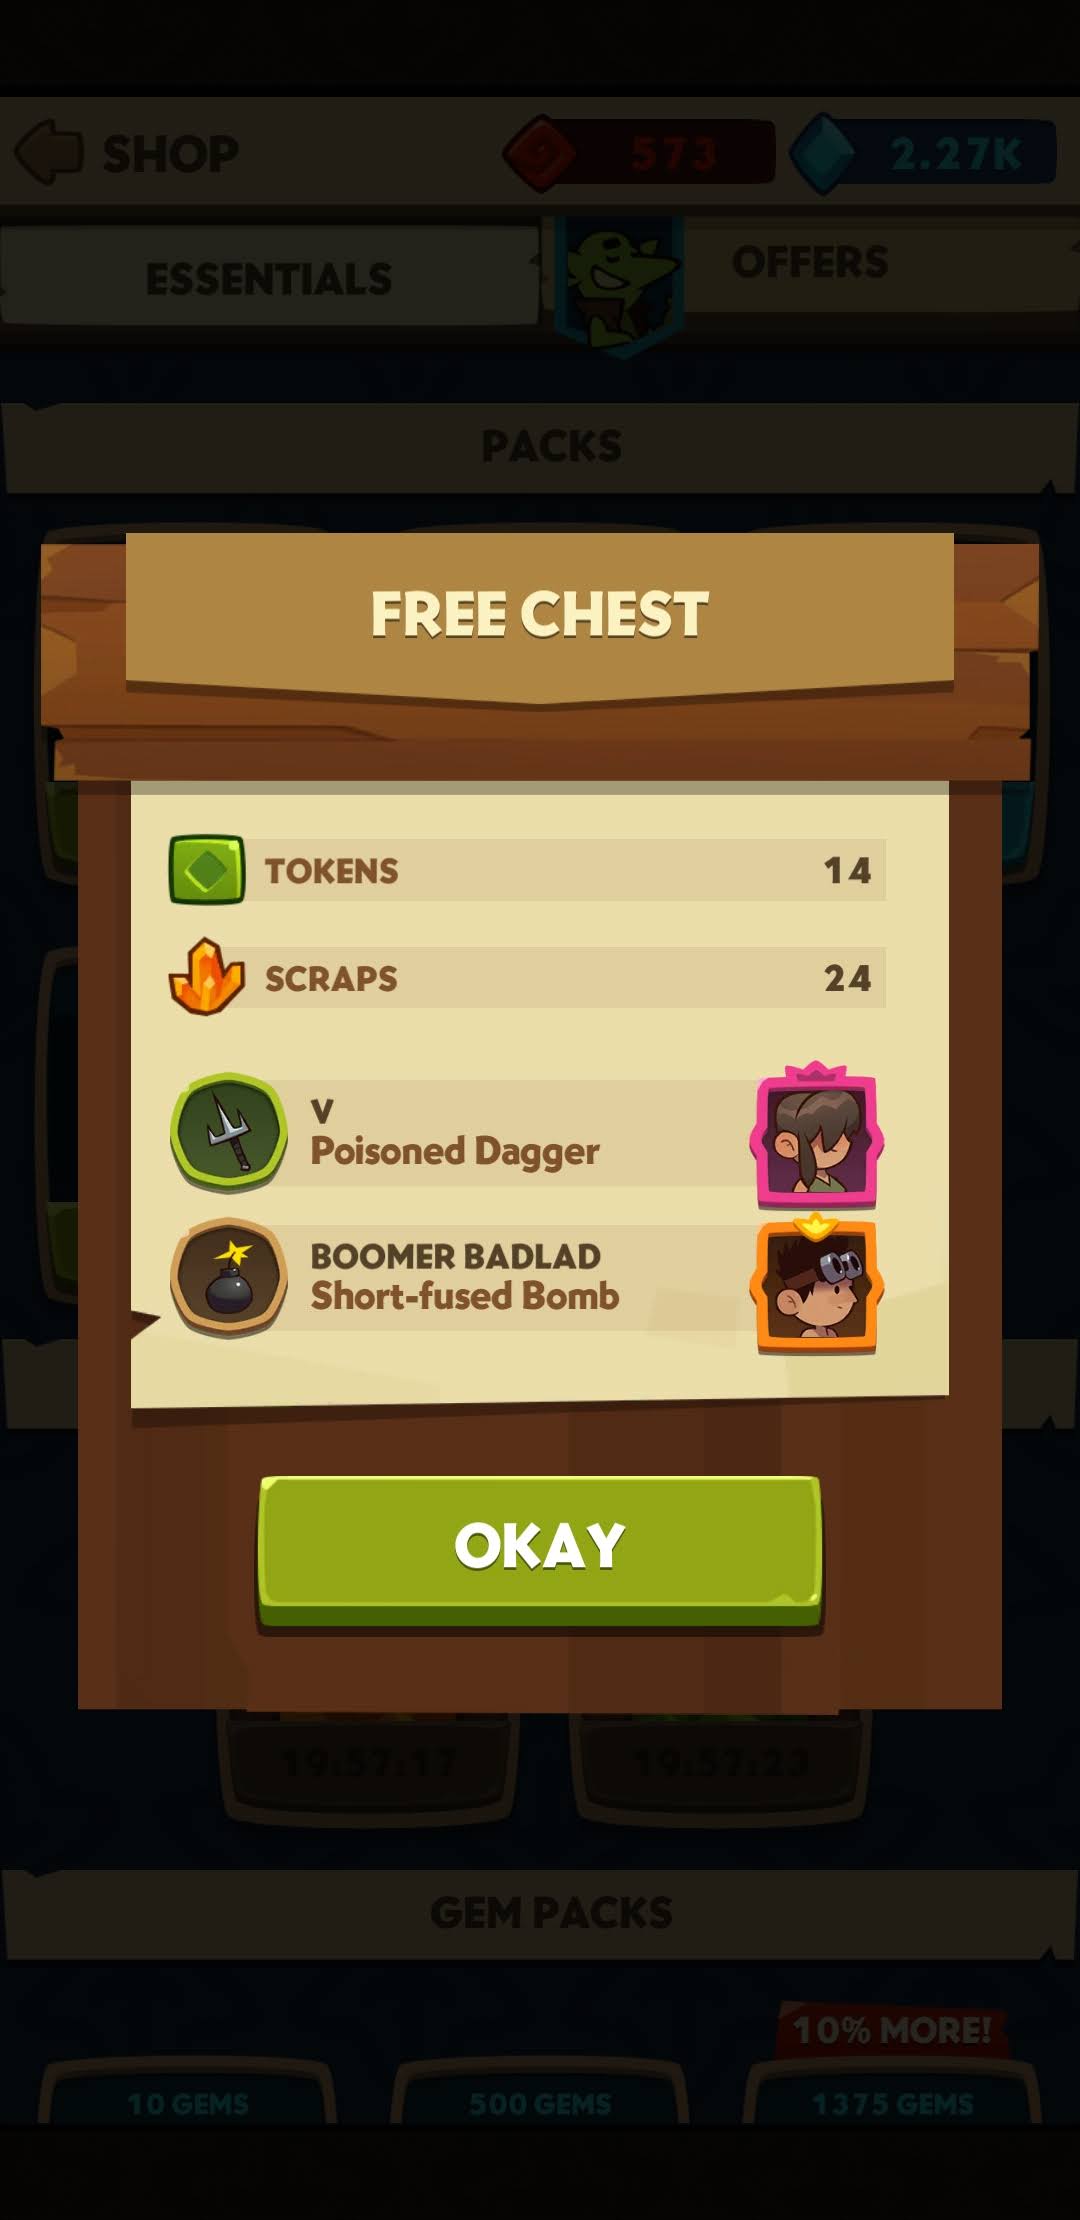 SHOP
573
2.27K
ESSENTIALS
OFFERS
PACKS
FREE CHEST
TOKENS
14
SCRAPS
24
V
Poisoned Dagger
BOOMER BADLAD
Short-fused Bomb
OKAY
19:57:17
19:57:23
GEM PACKS
10% MORE!
10 GEMS
500 GEMS
1375 GEMS